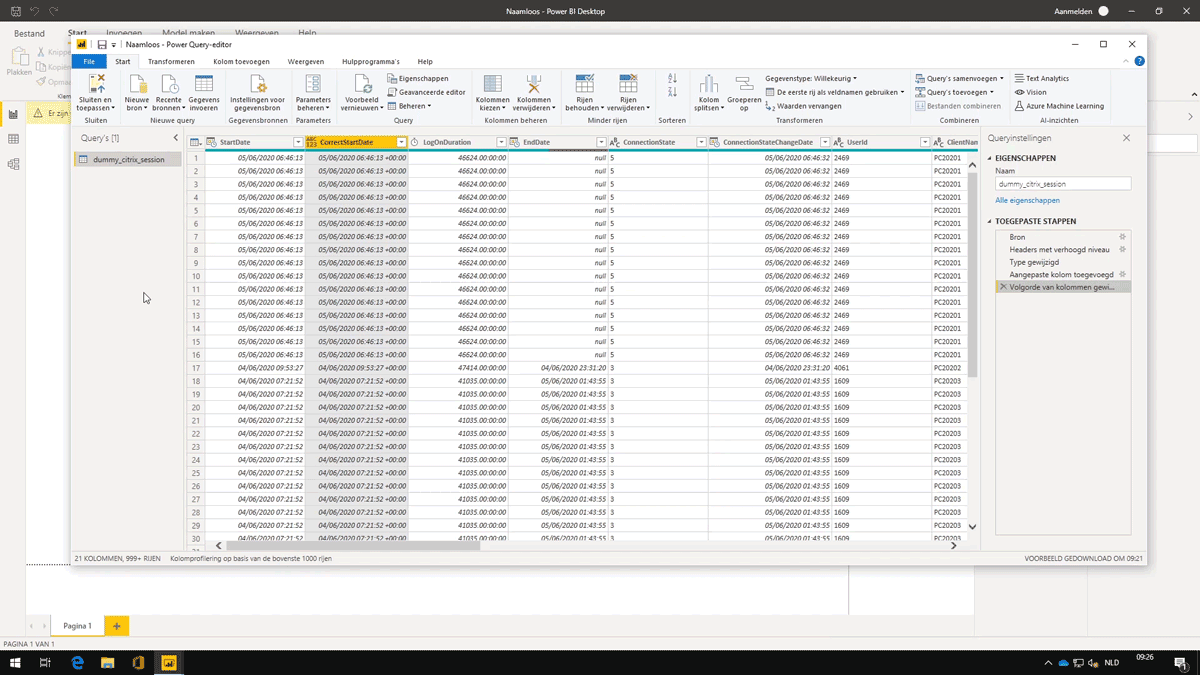 Naamloos - Power BI Desktop
Aanmelden
Bestand Start Invoegen Model maken Weergeven Help
Plakken
Naamloos - Power Query-editor
File Start Transformeren Kolom toevoegen Weergeven Hulpprogramma's Help
Sluiten en toepassen
Nieuwe bron
Recente bronnen
Gegevens invoeren
Instellingen voor gegevensbron
Parameters beheren
Voorbeeld vernieuwen
Eigenschappen
Geavanceerde editor
Beheren
Kolommen kiezen
Kolommen verwijderen
Rijen behouden
Rijen verwijderen
Kolom splitsen
Groeperen op
Gegevenstype: Willekeurig
De eerste rij als veldnamen gebruiken
Waarden vervangen
Query's samenvoegen
Query's toevoegen
Bestanden combineren
Text Analytics
Vision
Azure Machine Learning
Sluiten Nieuwe query Gegevensbronnen Parameters Query Kolommen beheren Minder rijen Sorteren Transformeren Combineren AI-inzichten
Er zijn
Query's [1]
dummy_citrix_session
StartDate CorrectStartDate LogOnDuration EndDate ConnectionState ConnectionStateChangeDate UserId ClientNam
1 05/06/2020 06:46:13 05/06/2020 06:46:13 +00:00 46624.00:00:00 null 5 05/06/2020 06:46:32 2469 PC20201
2 05/06/2020 06:46:13 05/06/2020 06:46:13 +00:00 46624.00:00:00 null 5 05/06/2020 06:46:32 2469 PC20201
3 05/06/2020 06:46:13 05/06/2020 06:46:13 +00:00 46624.00:00:00 null 5 05/06/2020 06:46:32 2469 PC20201
4 05/06/2020 06:46:13 05/06/2020 06:46:13 +00:00 46624.00:00:00 null 5 05/06/2020 06:46:32 2469 PC20201
5 05/06/2020 06:46:13 05/06/2020 06:46:13 +00:00 46624.00:00:00 null 5 05/06/2020 06:46:32 2469 PC20201
6 05/06/2020 06:46:13 05/06/2020 06:46:13 +00:00 46624.00:00:00 null 5 05/06/2020 06:46:32 2469 PC20201
7 05/06/2020 06:46:13 05/06/2020 06:46:13 +00:00 46624.00:00:00 null 5 05/06/2020 06:46:32 2469 PC20201
8 05/06/2020 06:46:13 05/06/2020 06:46:13 +00:00 46624.00:00:00 null 5 05/06/2020 06:46:32 2469 PC20201
9 05/06/2020 06:46:13 05/06/2020 06:46:13 +00:00 46624.00:00:00 null 5 05/06/2020 06:46:32 2469 PC20201
10 05/06/2020 06:46:13 05/06/2020 06:46:13 +00:00 46624.00:00:00 null 5 05/06/2020 06:46:32 2469 PC20201
11 05/06/2020 06:46:13 05/06/2020 06:46:13 +00:00 46624.00:00:00 null 5 05/06/2020 06:46:32 2469 PC20201
12 05/06/2020 06:46:13 05/06/2020 06:46:13 +00:00 46624.00:00:00 null 5 05/06/2020 06:46:32 2469 PC20201
13 05/06/2020 06:46:13 05/06/2020 06:46:13 +00:00 46624.00:00:00 null 5 05/06/2020 06:46:32 2469 PC20201
14 05/06/2020 06:46:13 05/06/2020 06:46:13 +00:00 46624.00:00:00 null 5 05/06/2020 06:46:32 2469 PC20201
15 05/06/2020 06:46:13 05/06/2020 06:46:13 +00:00 46624.00:00:00 null 5 05/06/2020 06:46:32 2469 PC20201
16 05/06/2020 06:46:13 05/06/2020 06:46:13 +00:00 46624.00:00:00 null 5 05/06/2020 06:46:32 2469 PC20201
17 04/06/2020 09:53:27 04/06/2020 09:53:27 +00:00 47414.00:00:00 04/06/2020 23:31:20 3 04/06/2020 23:31:20 4061 PC20202
18 04/06/2020 07:21:52 04/06/2020 07:21:52 +00:00 41035.00:00:00 05/06/2020 01:43:55 3 05/06/2020 01:43:55 1609 PC20203
19 04/06/2020 07:21:52 04/06/2020 07:21:52 +00:00 41035.00:00:00 05/06/2020 01:43:55 3 05/06/2020 01:43:55 1609 PC20203
20 04/06/2020 07:21:52 04/06/2020 07:21:52 +00:00 41035.00:00:00 05/06/2020 01:43:55 3 05/06/2020 01:43:55 1609 PC20203
21 04/06/2020 07:21:52 04/06/2020 07:21:52 +00:00 41035.00:00:00 05/06/2020 01:43:55 3 05/06/2020 01:43:55 1609 PC20203
22 04/06/2020 07:21:52 04/06/2020 07:21:52 +00:00 41035.00:00:00 05/06/2020 01:43:55 3 05/06/2020 01:43:55 1609 PC20203
23 04/06/2020 07:21:52 04/06/2020 07:21:52 +00:00 41035.00:00:00 05/06/2020 01:43:55 3 05/06/2020 01:43:55 1609 PC20203
24 04/06/2020 07:21:52 04/06/2020 07:21:52 +00:00 41035.00:00:00 05/06/2020 01:43:55 3 05/06/2020 01:43:55 1609 PC20203
25 04/06/2020 07:21:52 04/06/2020 07:21:52 +00:00 41035.00:00:00 05/06/2020 01:43:55 3 05/06/2020 01:43:55 1609 PC20203
26 04/06/2020 07:21:52 04/06/2020 07:21:52 +00:00 41035.00:00:00 05/06/2020 01:43:55 3 05/06/2020 01:43:55 1609 PC20203
27 04/06/2020 07:21:52 04/06/2020 07:21:52 +00:00 41035.00:00:00 05/06/2020 01:43:55 3 05/06/2020 01:43:55 1609 PC20203
28 04/06/2020 07:21:52 04/06/2020 07:21:52 +00:00 41035.00:00:00 05/06/2020 01:43:55 3 05/06/2020 01:43:55 1609 PC20203
29 04/06/2020 07:21:52 04/06/2020 07:21:52 +00:00 41035.00:00:00 05/06/2020 01:43:55 3 05/06/2020 01:43:55 1609 PC20203
30 04/06/2020 07:21:52 04/06/2020 07:21:52 +00:00 41035.00:00:00 05/06/2020 01:43:55 3 05/06/2020 01:43:55 1609 PC20203
Queryinstellingen
EIGENSCHAPPEN
Naam
dummy_citrix_session
Alle eigenschappen
TOEGEPASTE STAPPEN
Bron
Headers met verhoogd niveau
Type gewijzigd
Aangepaste kolom toegevoegd
Volgorde van kolommen gewi...
21 KOLOMMEN, 999+ RIJEN Kolomprofilering op basis van de bovenste 1000 rijen VOORBEELD GEDOWNLOAD OM 09:21
Pagina 1
PAGINA 1 VAN 1
NLD 09:26